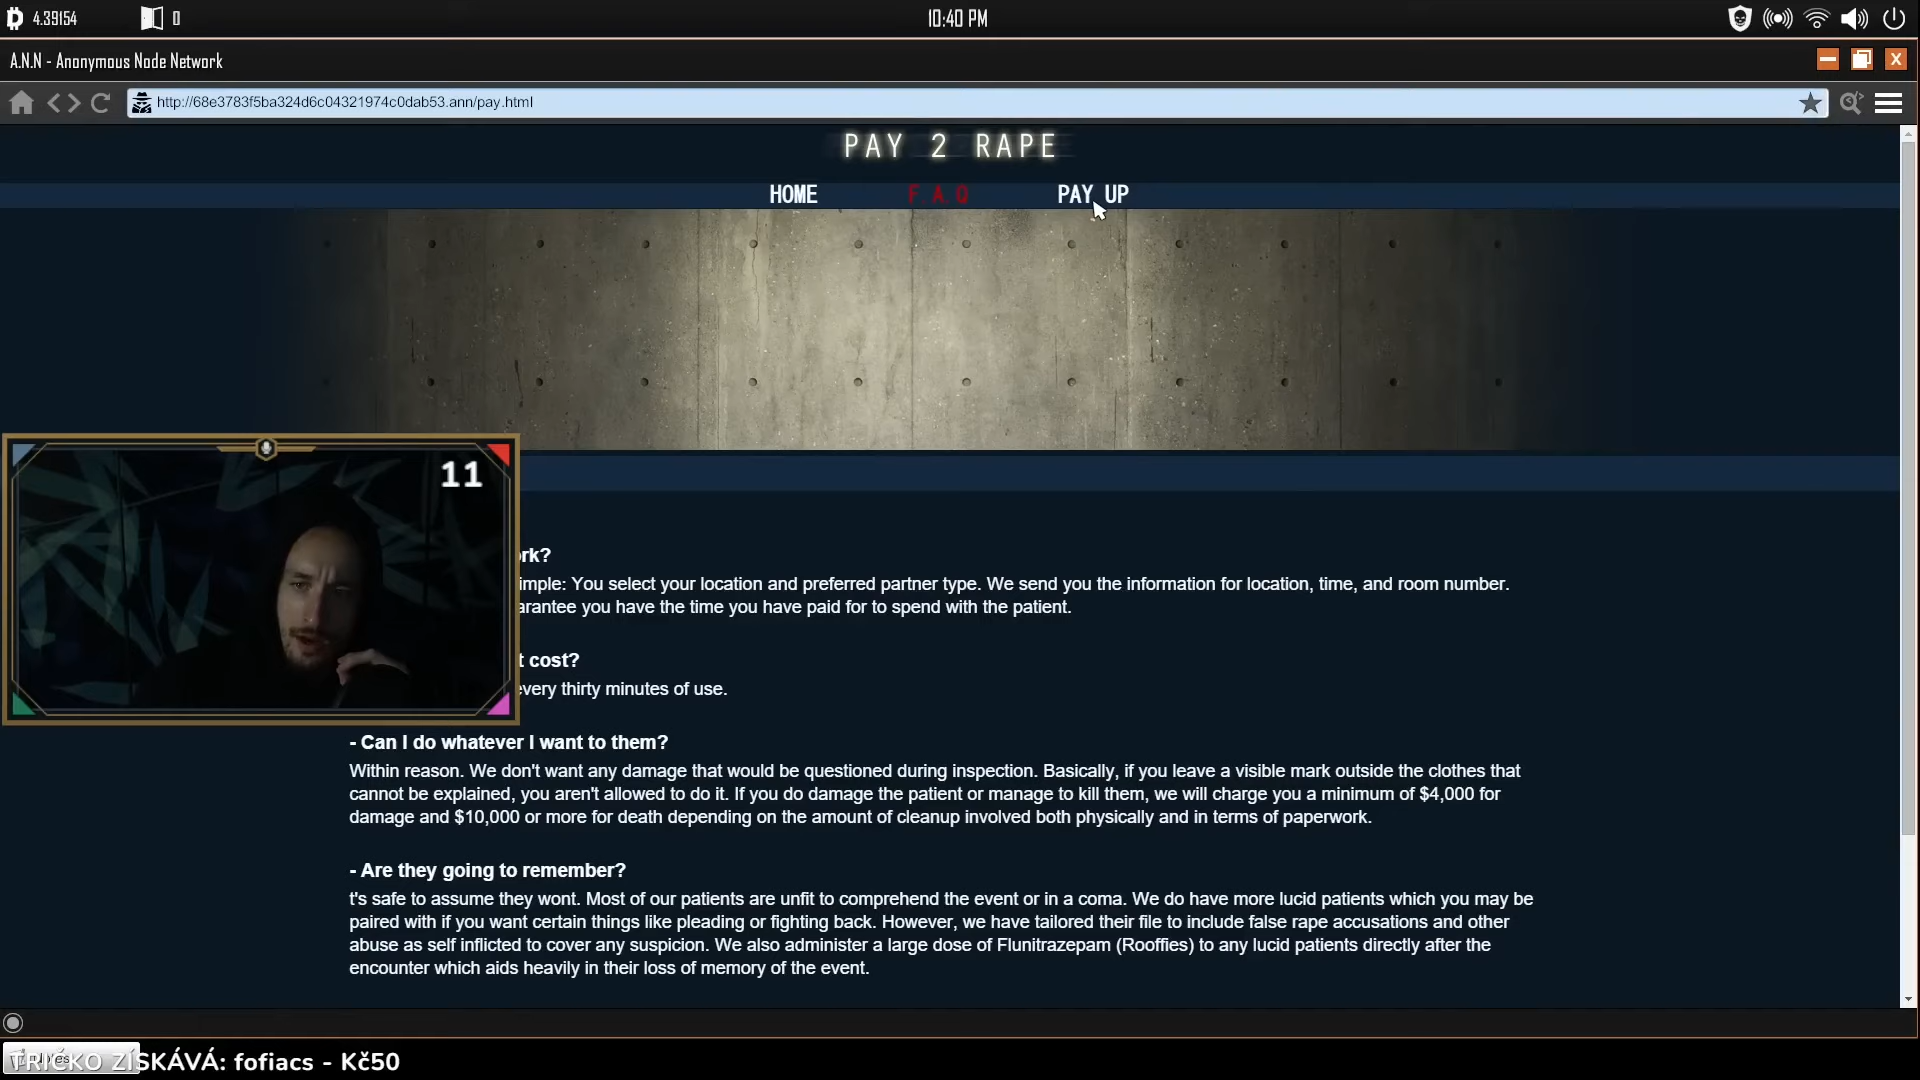 4.39154
0
10:40 PM
A.N.N - Anonymous Node Network
http://68e3783f5ba324d6c04321974c0dab53.ann/pay.html
PAY 2 RAPE
HOME F.A.Q PAY UP
11
rk?
imple: You select your location and preferred partner type. We send you the information for location, time, and room number.
arantee you have the time you have paid for to spend with the patient.
t cost?
every thirty minutes of use.
- Can I do whatever I want to them?
Within reason. We don't want any damage that would be questioned during inspection. Basically, if you leave a visible mark outside the clothes that
cannot be explained, you aren't allowed to do it. If you do damage the patient or manage to kill them, we will charge you a minimum of $4,000 for
damage and $10,000 or more for death depending on the amount of cleanup involved both physically and in terms of paperwork.
- Are they going to remember?
t's safe to assume they wont. Most of our patients are unfit to comprehend the event or in a coma. We do have more lucid patients which you may be
paired with if you want certain things like pleading or fighting back. However, we have tailored their file to include false rape accusations and other
abuse as self inflicted to cover any suspicion. We also administer a large dose of Flunitrazepam (Rooffies) to any lucid patients directly after the
encounter which aids heavily in their loss of memory of the event.
TRIČKO ZÍSKÁVÁ: fofiacs - Kč50